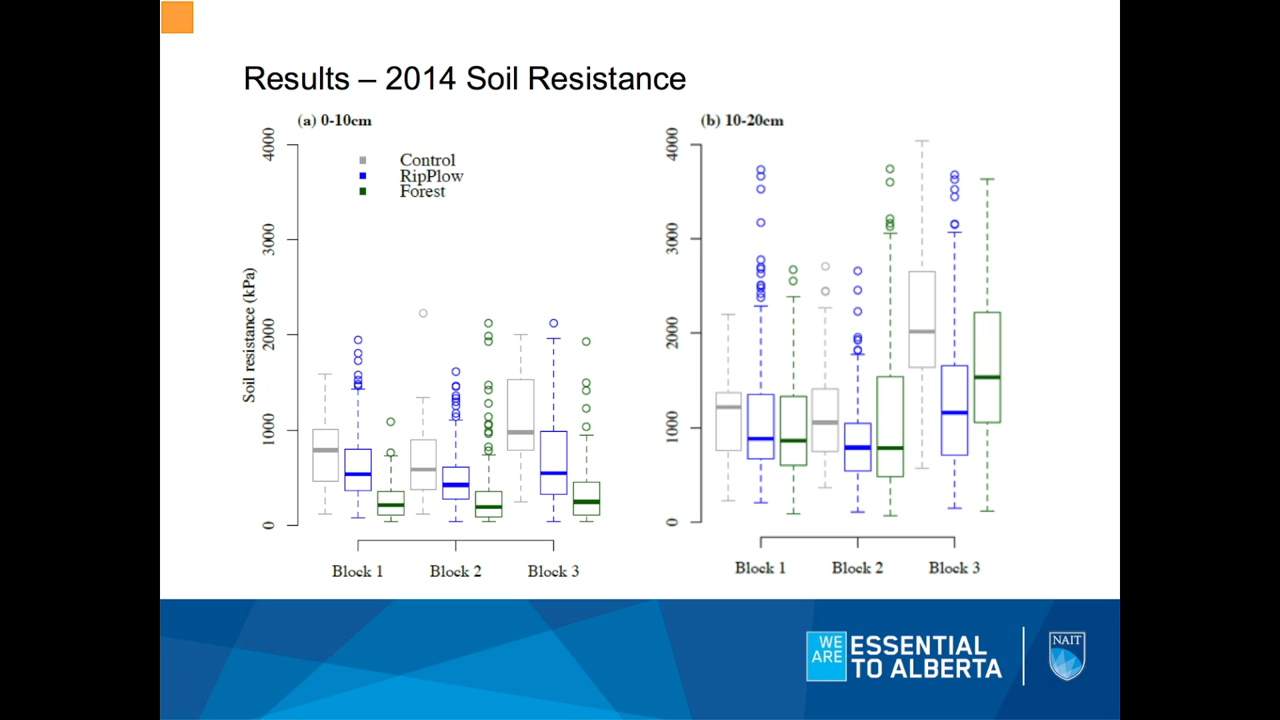 Results – 2014 Soil Resistance
(a) 0-10cm
Control
RipPlow
Forest
Soil resistance (kPa)
4000
3000
2000
1000
0
Block 1
Block 2
Block 3
(b) 10-20cm
4000
3000
2000
1000
0
Block 1
Block 2
Block 3
WE
ARE
ESSENTIAL
TO ALBERTA
NAIT